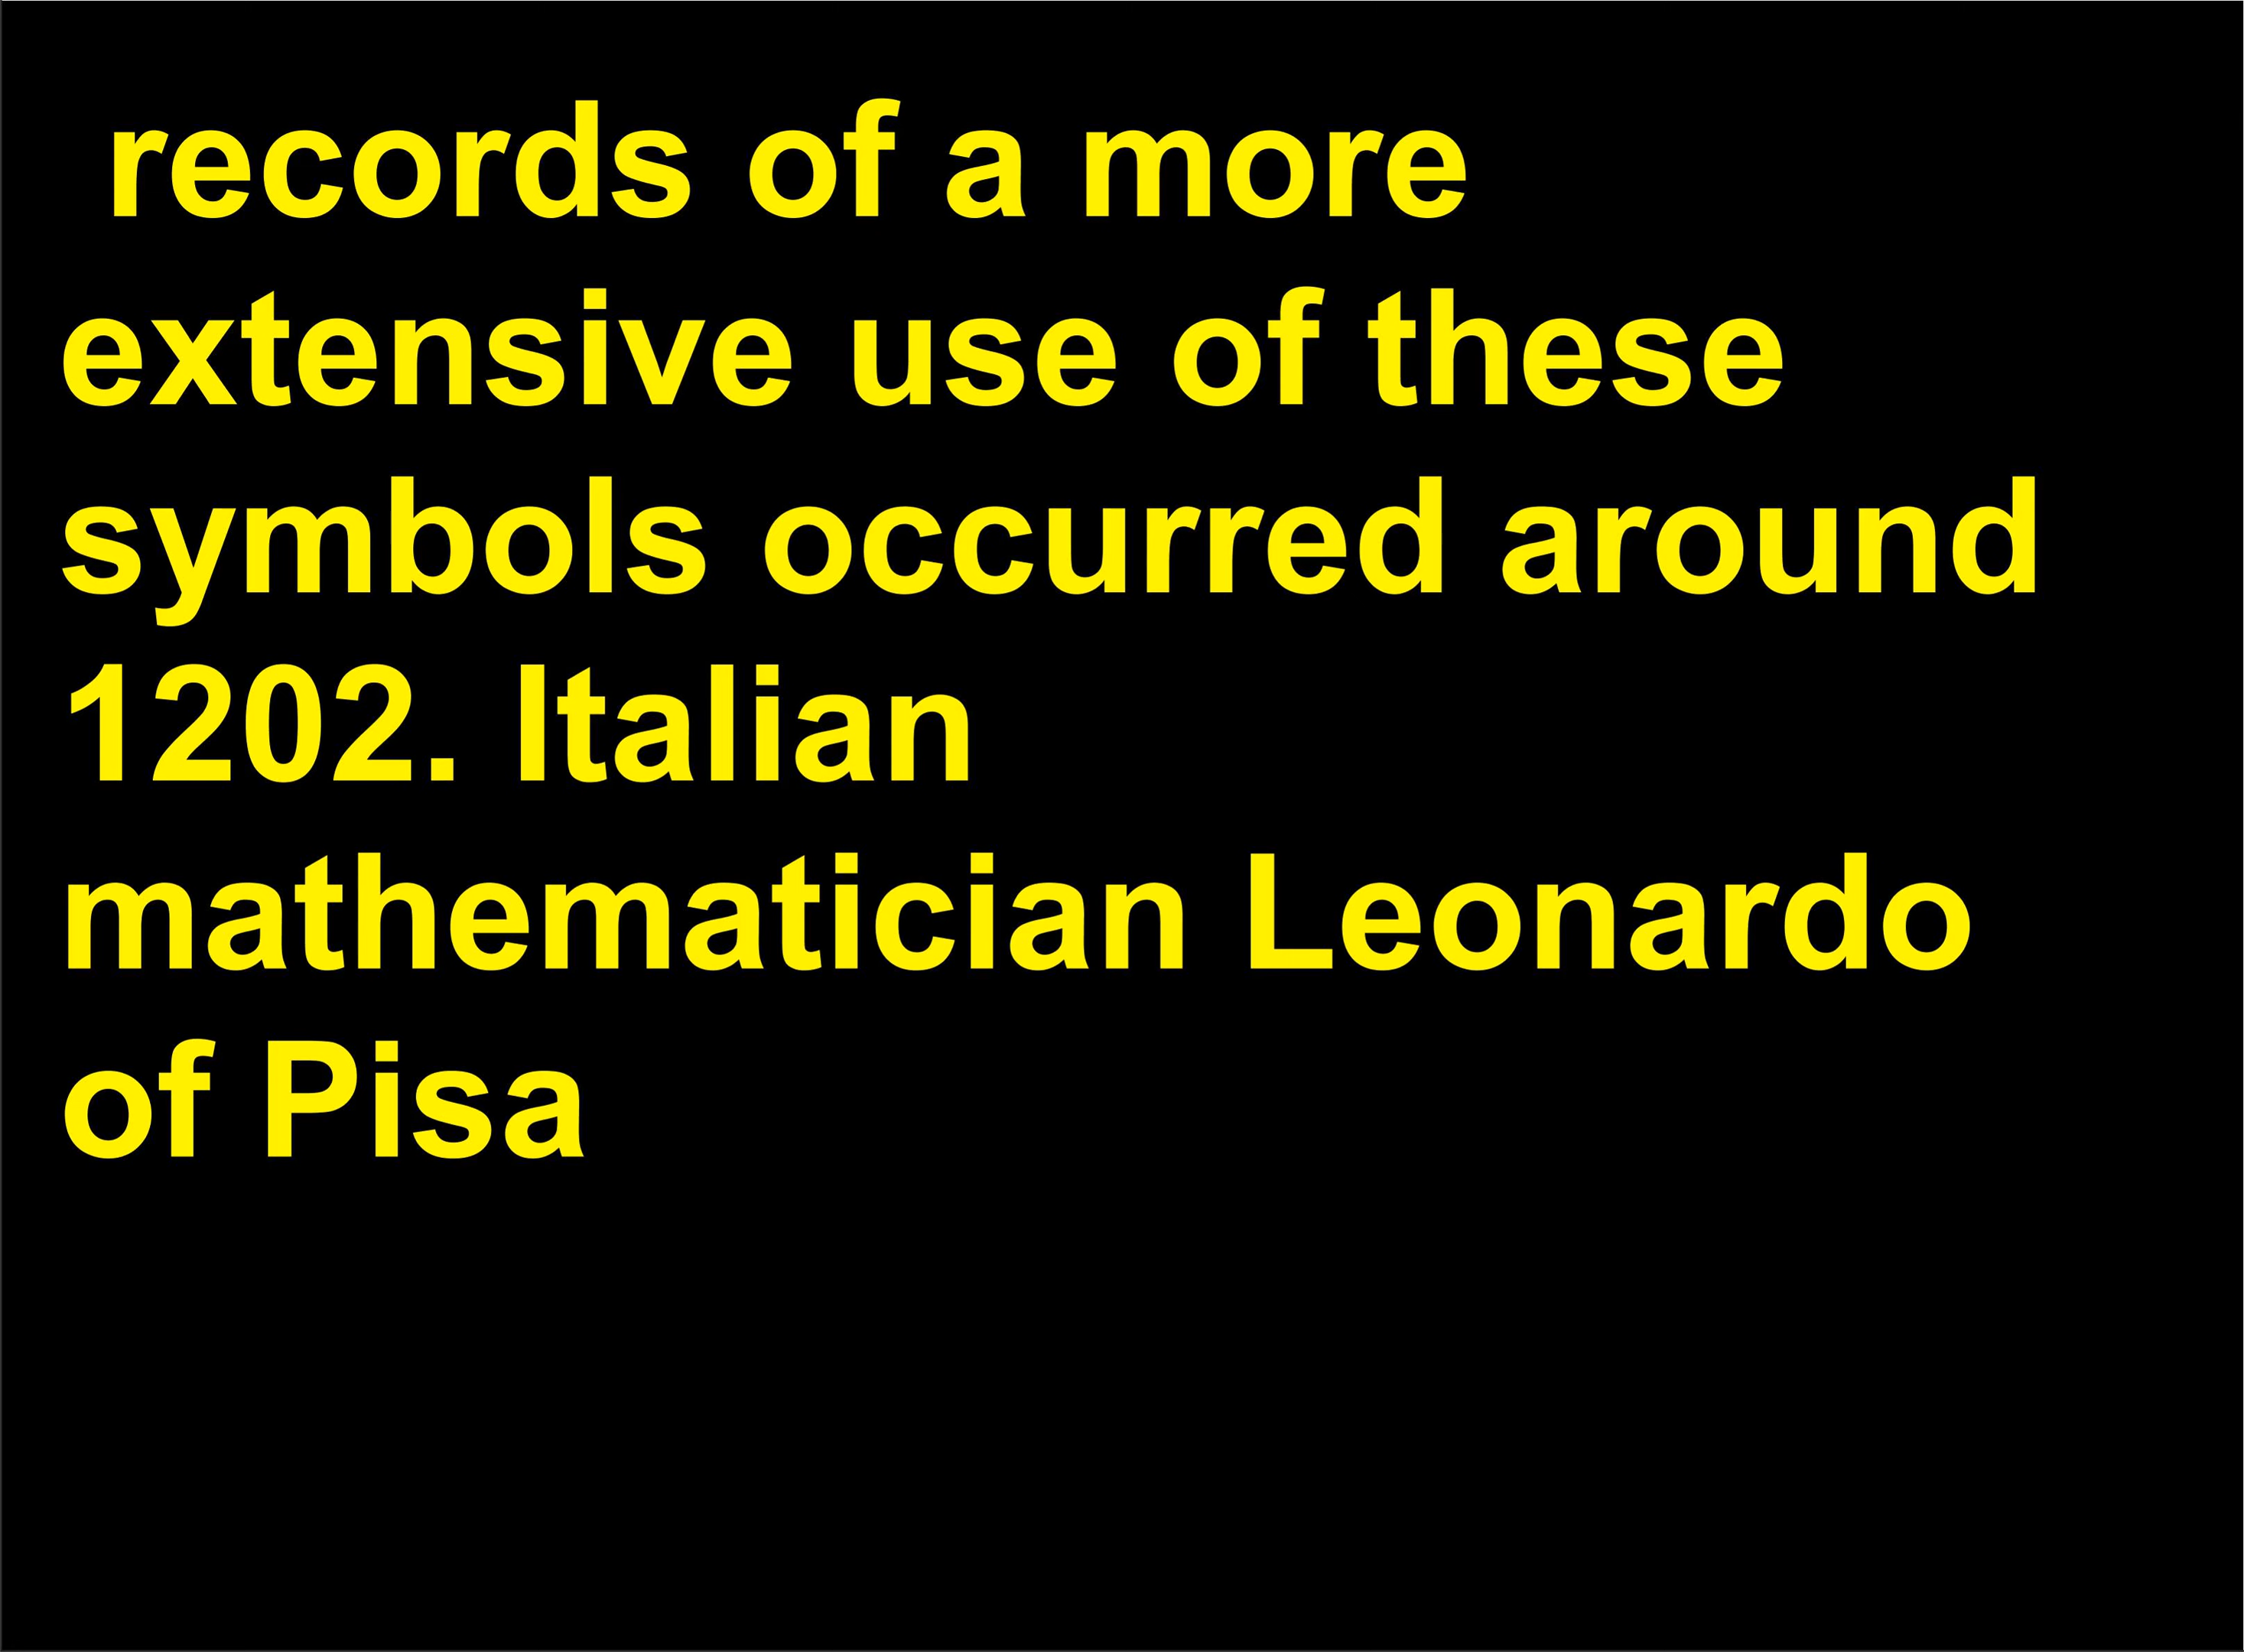 records of a more
extensive use of these
symbols occurred around
1202. Italian
mathematician Leonardo
of Pisa